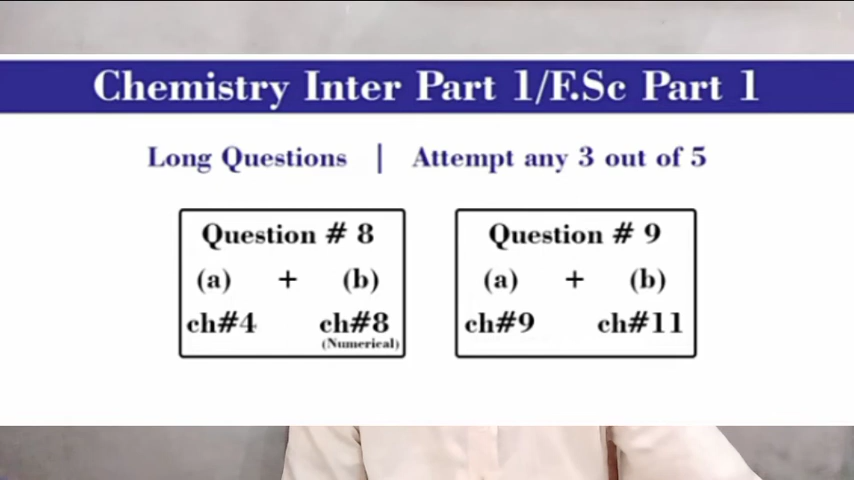 Chemistry Inter Part 1/F.Sc Part 1
Long Questions | Attempt any 3 out of 5
Question # 8
(a) + (b)
ch#4 ch#8
(Numerical)
Question # 9
(a) + (b)
ch#9 ch#11